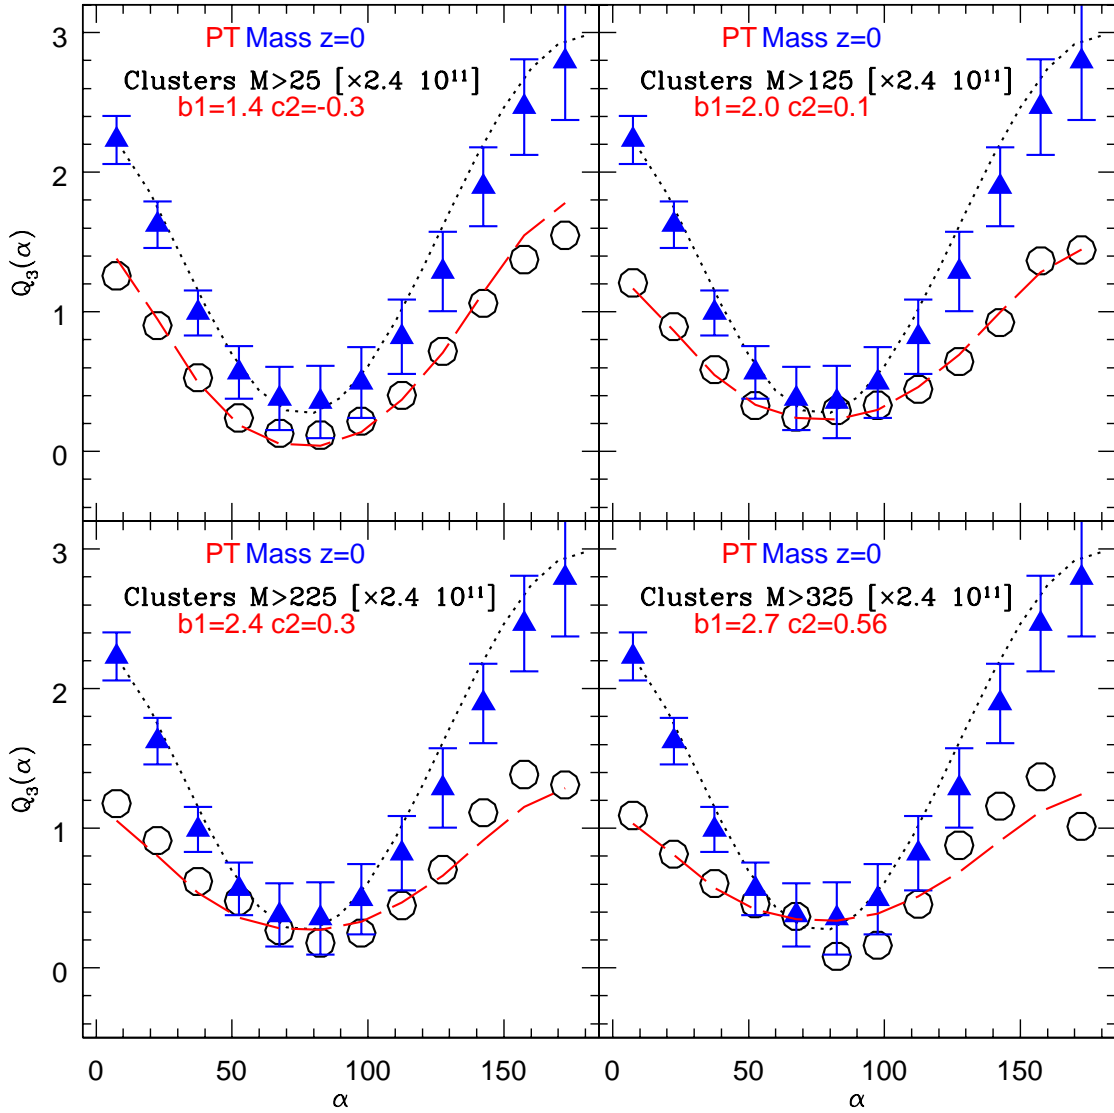 PT Mass z=0
Clusters M>25 [×2.4 10¹¹]
b1=1.4 c2=-0.3
PT Mass z=0
Clusters M>125 [×2.4 10¹¹]
b1=2.0 c2=0.1
3
2
1
0
Q₃(α)
PT Mass z=0
Clusters M>225 [×2.4 10¹¹]
b1=2.4 c2=0.3
PT Mass z=0
Clusters M>325 [×2.4 10¹¹]
b1=2.7 c2=0.56
3
2
1
0
Q₃(α)
0 50 100 150
α
0 50 100 150
α